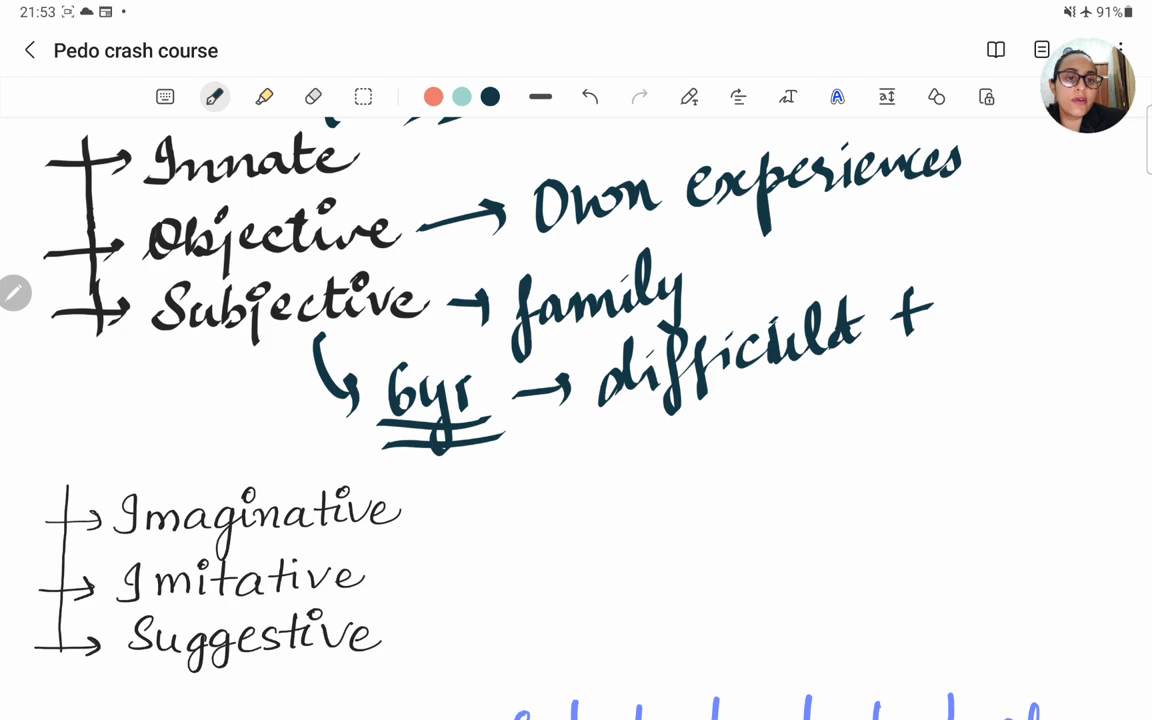 21:53
91%
Pedo crash course
Innate
Objective → Own experiences
Subjective → family
6yr → difficult +
Imaginative
Imitative
Suggestive